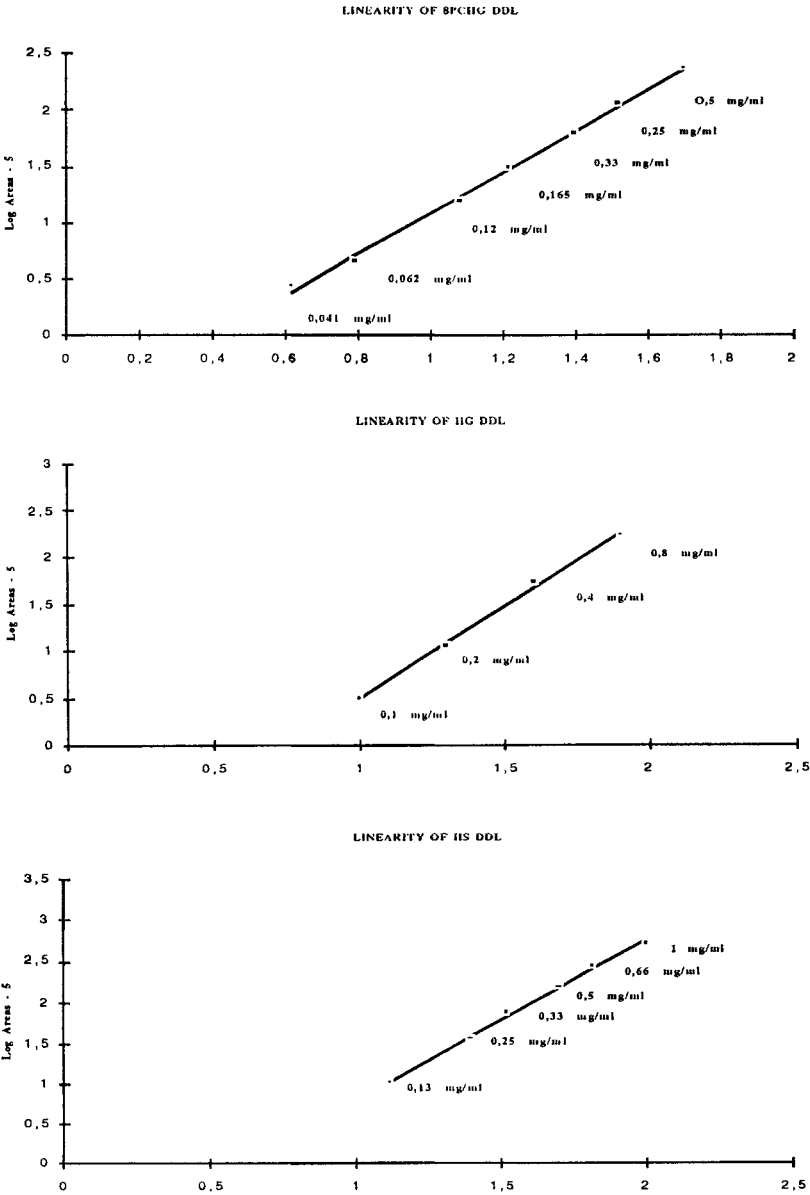 LINEARITY OF 8PCHG DDL
2,5
2
1,5
1
0,5
0
Log Areas - 5
O,5 mg/ml
0,25 mg/ml
0,33 mg/ml
0,165 mg/ml
0,12 mg/ml
0,062 mg/ml
0,041 mg/ml
0 0,2 0,4 0,6 0,8 1 1,2 1,4 1,6 1,8 2
LINEARITY OF HG DDL
3
2,5
2
1,5
1
0,5
0
Log Areas - 5
0,8 mg/ml
0,4 mg/ml
0,2 mg/ml
0,1 mg/ml
0 0,5 1 1,5 2 2,5
LINEARITY OF HS DDL
3,5
3
2,5
2
1,5
1
0,5
0
Log Areas - 5
1 mg/ml
0,66 mg/ml
0,5 mg/ml
0,33 mg/ml
0,25 mg/ml
0,13 mg/ml
0 0,5 1 1,5 2 2,5